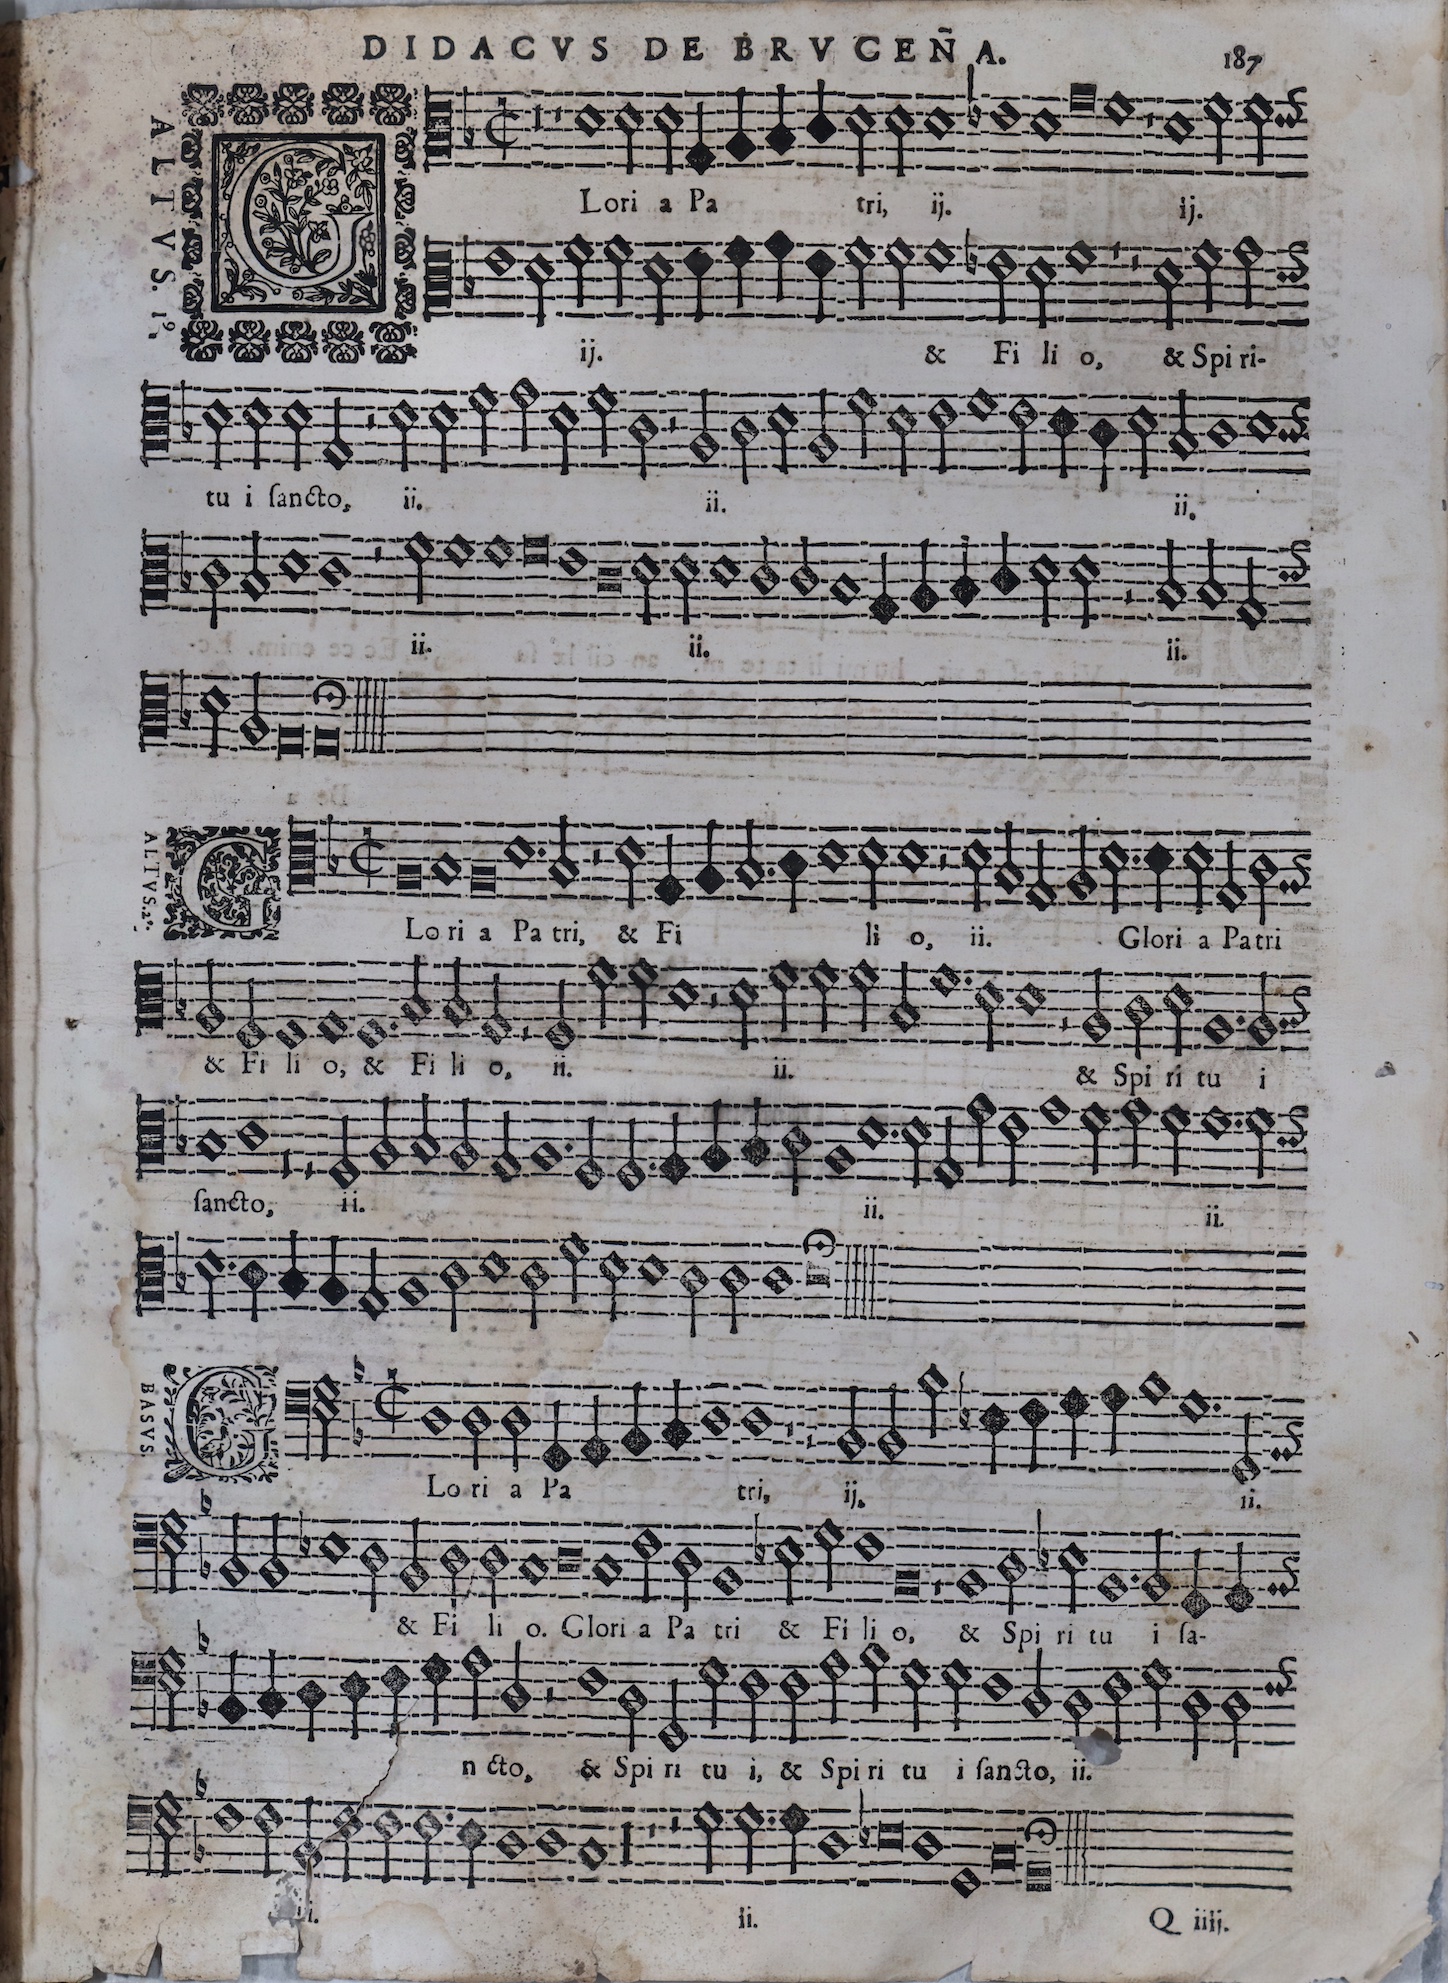 DIDACVS DE BRVCEÑA. 187
ALTVS. 1º.
G
Lori a Pa tri, ij. ij.
ij. & Fi li o, & Spi ri-
tu i ſancto, ii. ii. ii.
ii. ii. ii.
ALTVS. 2º.
G
Lo ri a Pa tri, & Fi li o, ii. Glori a Patri
& Fi li o, & Fi li o, ii. ii. & Spi ri tu i
ſancto, ii. ii. ii.
BASVS.
G
Lo ri a Pa tri, ij. ii.
& Fi li o. Glori a Pa tri & Fi li o, & Spi ri tu i ſa-
n cto, & Spi ri tu i, & Spi ri tu i ſancto, ii.
ii.
Q iiij.